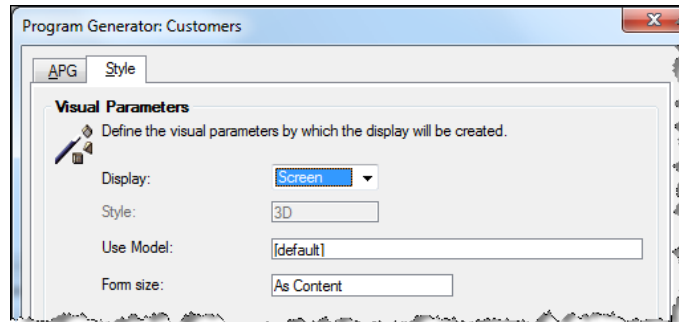 Program Generator: Customers
APG Style
Visual Parameters
Define the visual parameters by which the display will be created.
Display: Screen
Style: 3D
Use Model: [default]
Form size: As Content